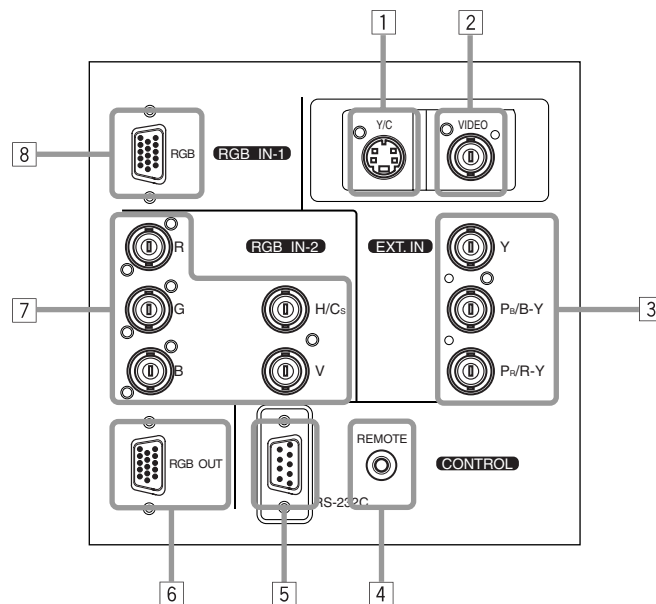 1 2
Y/C VIDEO
8 RGB RGB IN-1
R RGB IN-2 EXT. IN Y
7 G H/Cs PB/B-Y 3
B V PR/R-Y
REMOTE
RGB OUT CONTROL
RS-232C
6 5 4